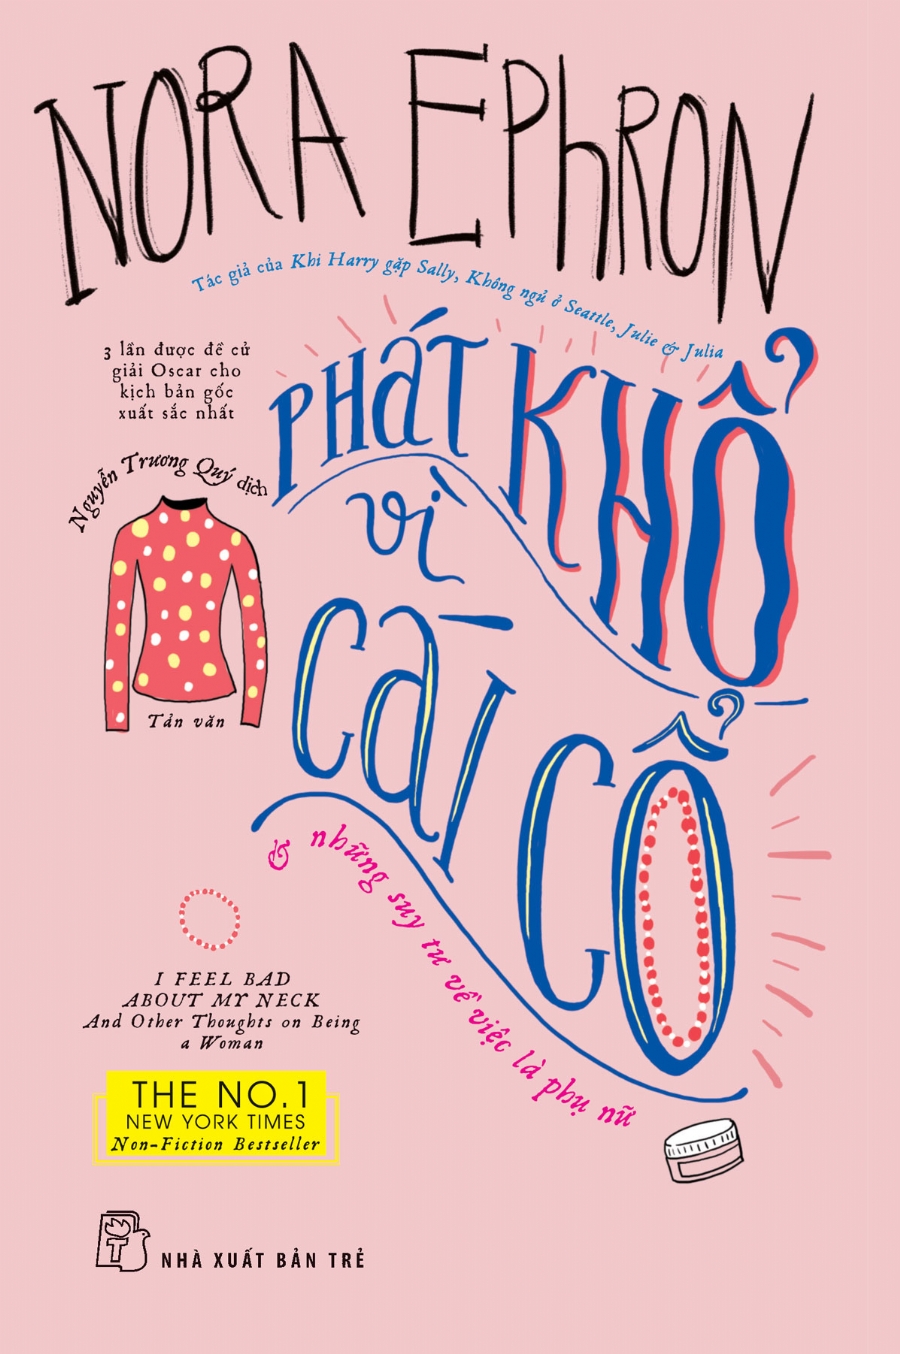 NORA EPhRON
Tác giả của Khi Harry gặp Sally, Không ngủ ở Seattle, Julie & Julia
3 lần được đề cử
giải Oscar cho
kịch bản gốc
xuất sắc nhất
Nguyễn Trương Quý dịch
PHÁT KHỔ
vì
CÁI CỔ
Tản văn
& những suy tư về việc là phụ nữ
I FEEL BAD
ABOUT MY NECK
And Other Thoughts on Being
a Woman
THE NO.1
NEW YORK TIMES
Non-Fiction Bestseller
T
NHÀ XUẤT BẢN TRẺ